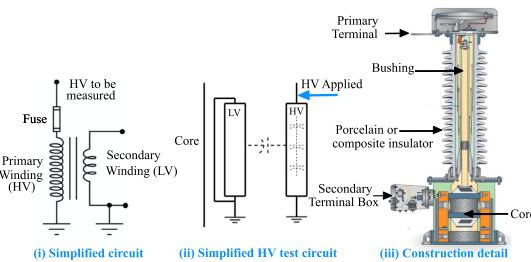 HV to be
measured
Fuse
Primary
Winding
(HV)
Secondary
Winding (LV)
(i) Simplified circuit
HV Applied
LV
HV
Core
(ii) Simplified HV test circuit
Primary
Terminal
Bushing
Porcelain or
composite insulator
Secondary
Terminal Box
Core
(iii) Construction detail